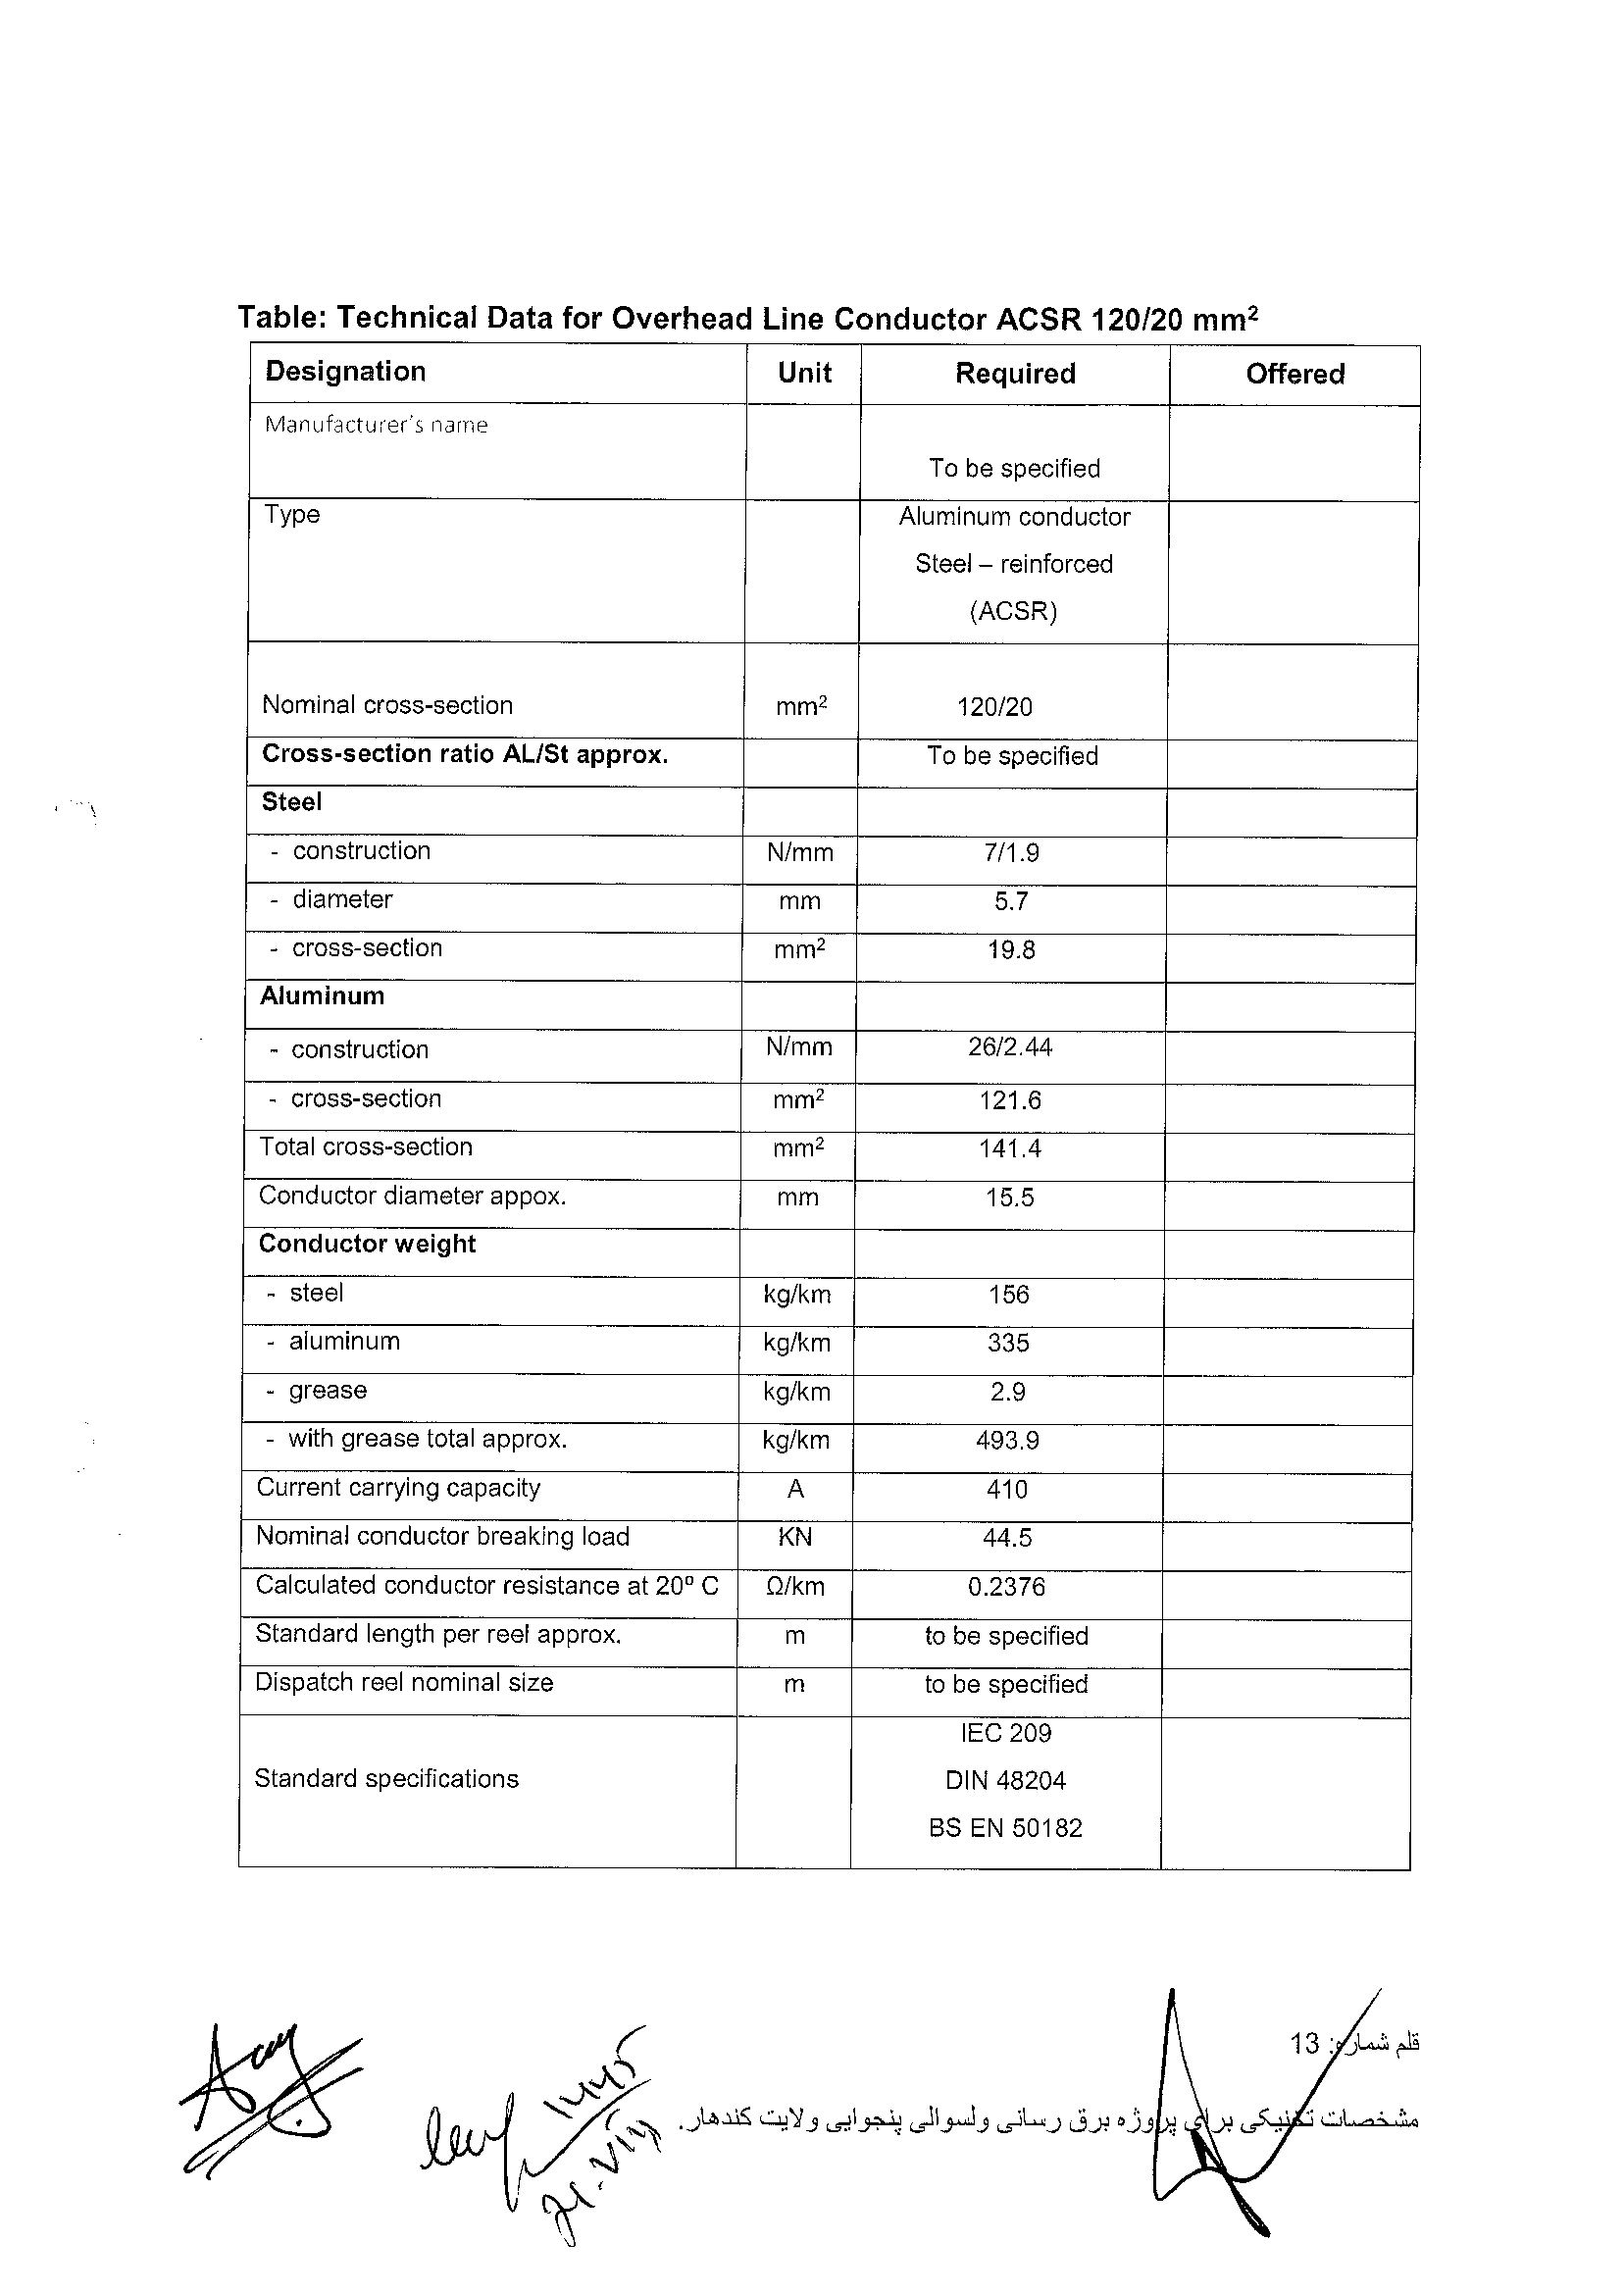 Table: Technical Data for Overhead Line Conductor ACSR 120/20 mm²
Designation Unit Required Offered
Manufacturer's name
To be specified
Type Aluminum conductor
Steel – reinforced
(ACSR)
Nominal cross-section mm² 120/20
Cross-section ratio AL/St approx. To be specified
Steel
- construction N/mm 7/1.9
- diameter mm 5.7
- cross-section mm² 19.8
Aluminum
- construction N/mm 26/2.44
- cross-section mm² 121.6
Total cross-section mm² 141.4
Conductor diameter appox. mm 15.5
Conductor weight
- steel kg/km 156
- aluminum kg/km 335
- grease kg/km 2.9
- with grease total approx. kg/km 493.9
Current carrying capacity A 410
Nominal conductor breaking load KN 44.5
Calculated conductor resistance at 20⁰ C Ω/km 0.2376
Standard length per reel approx. m to be specified
Dispatch reel nominal size m to be specified
IEC 209
Standard specifications DIN 48204
BS EN 50182
قلم شماره: 13
مشخصات تخنیکی برای پروژه برق رسانی ولسوالی پنجوایی ولایت کندهار.